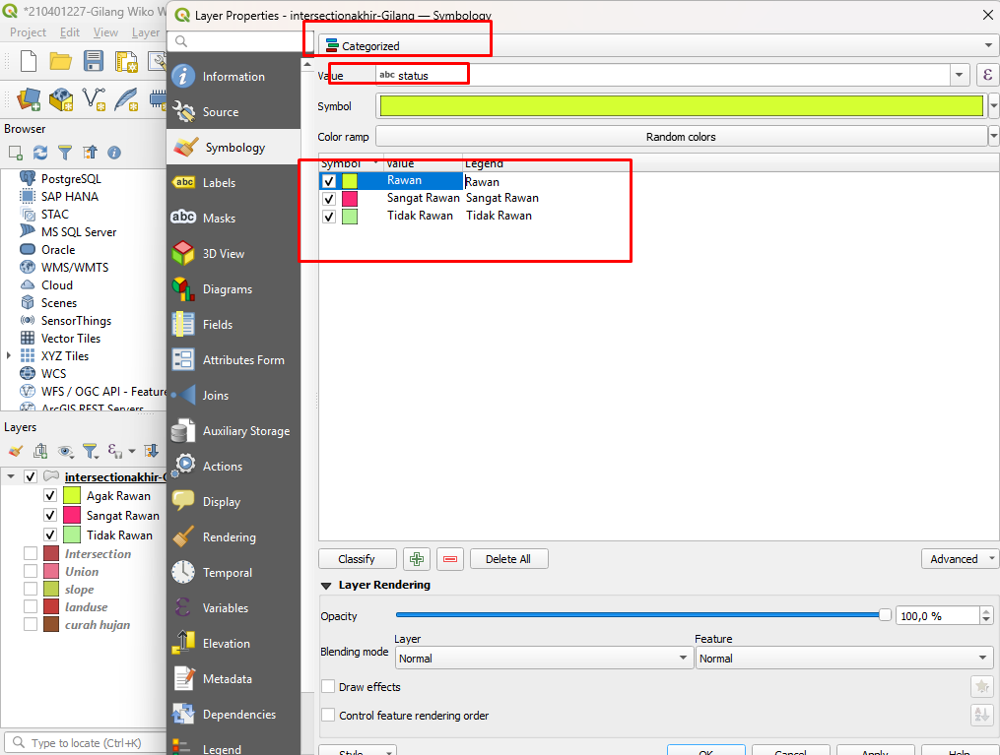 *210401227-Gilang Wiko W
Layer Properties - intersectionakhir-Gilang — Symbology
Project Edit View Layer
Categorized
Information
Value abc status
ε
Source
Symbol
Symbology
Color ramp Random colors
Browser
Symbol Value Legend
PostgreSQL
abc Labels
Rawan Rawan
SAP HANA
Sangat Rawan Sangat Rawan
STAC
abc Masks
Tidak Rawan Tidak Rawan
MS SQL Server
Oracle
3D View
WMS/WMTS
Cloud
Diagrams
Scenes
SensorThings
Fields
Vector Tiles
XYZ Tiles
Attributes Form
WCS
WFS / OGC API - Feature
Joins
ArcGIS REST Servers
Layers
Auxiliary Storage
Actions
intersectionakhir-G
Agak Rawan
Display
Sangat Rawan
Tidak Rawan
Rendering
Intersection
Classify Delete All Advanced
Union
Temporal
slope
Layer Rendering
landuse
Variables
Opacity 100,0 %
curah hujan
Layer Feature
Elevation
Blending mode Normal Normal
Metadata
Draw effects
Dependencies
Control feature rendering order
Type to locate (Ctrl+K)
Legend
Style OK Cancel Apply Help